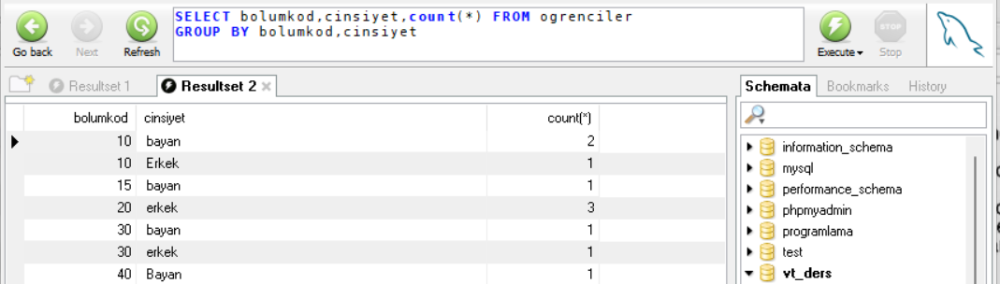 SELECT bolumkod,cinsiyet,count(*) FROM ogrenciler
GROUP BY bolumkod,cinsiyet
Go back Next Refresh Execute Stop
STOP
Resultset 1 Resultset 2
bolumkod cinsiyet count(*)
10 bayan 2
10 Erkek 1
15 bayan 1
20 erkek 3
30 bayan 1
30 erkek 1
40 Bayan 1
Schemata Bookmarks History
information_schema
mysql
performance_schema
phpmyadmin
programlama
test
vt_ders